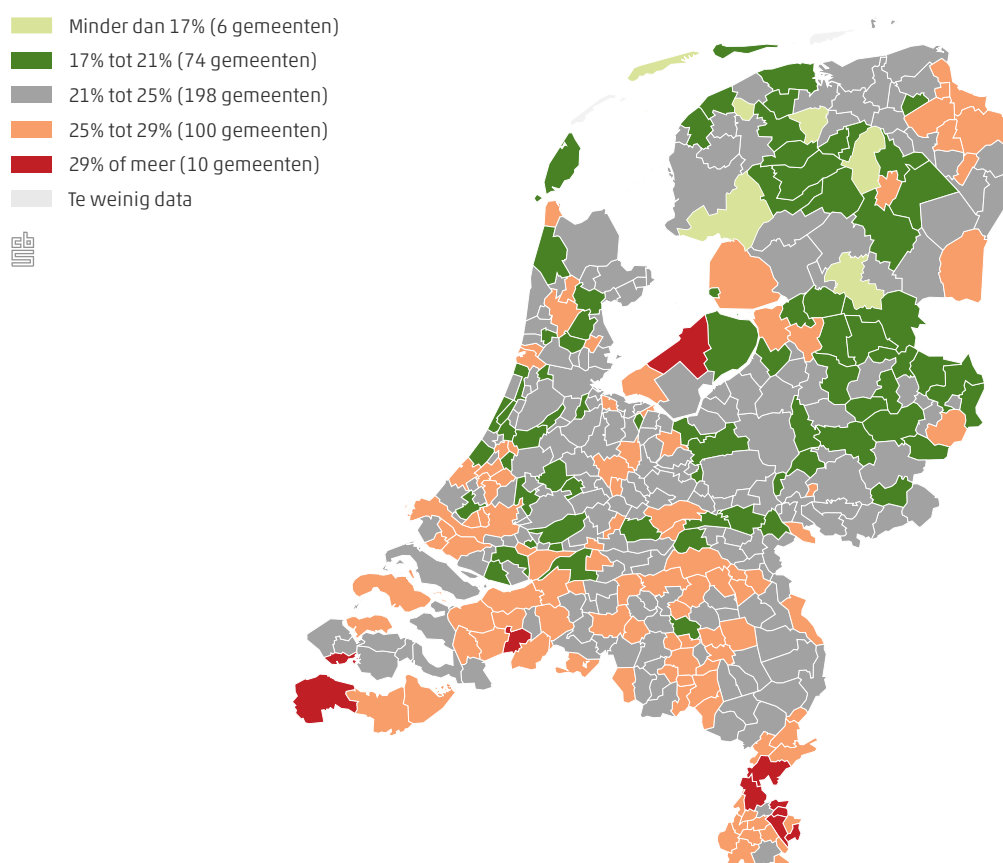 Minder dan 17% (6 gemeenten)
17% tot 21% (74 gemeenten)
21% tot 25% (198 gemeenten)
25% tot 29% (100 gemeenten)
29% of meer (10 gemeenten)
Te weinig data
cbs